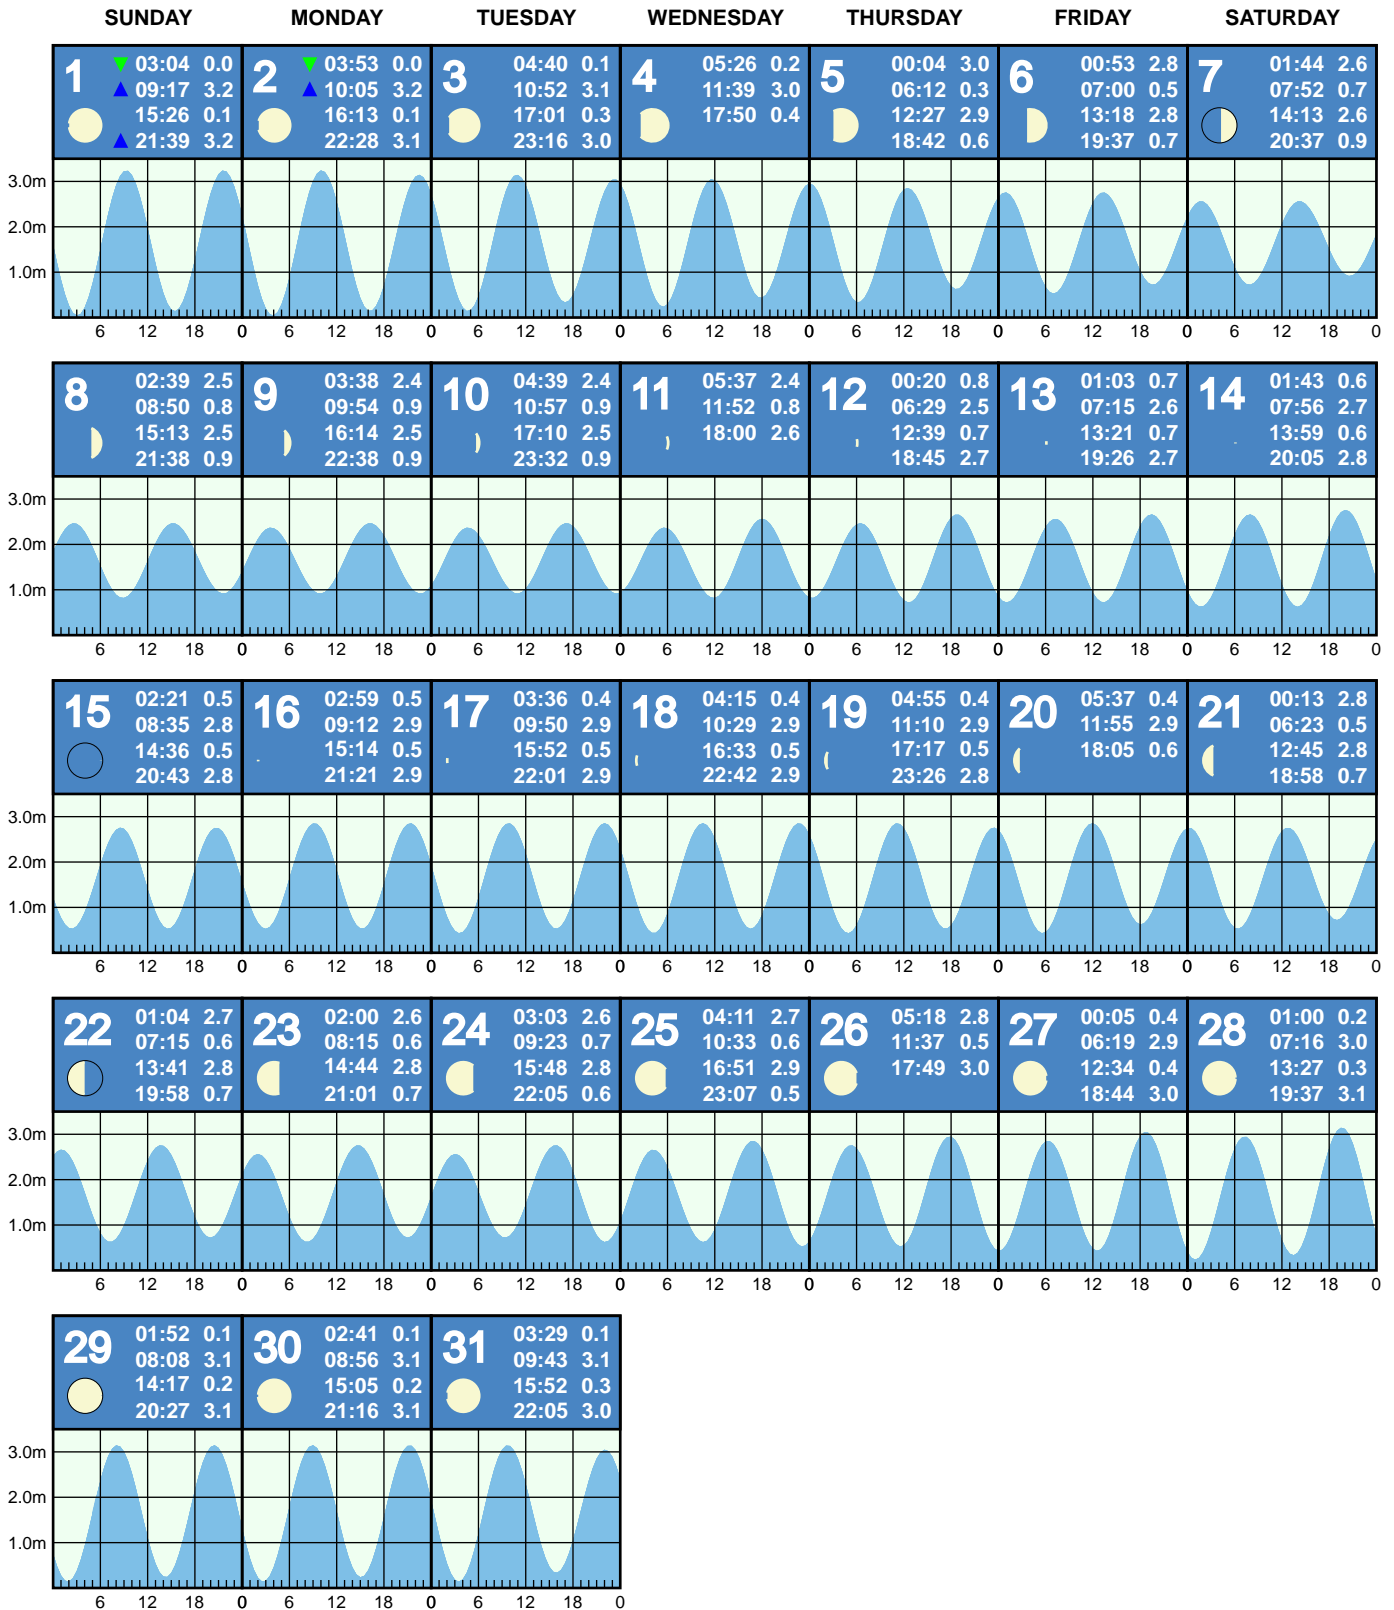 SUNDAY MONDAY TUESDAY WEDNESDAY THURSDAY FRIDAY SATURDAY
1 03:04 0.0
09:17 3.2
15:26 0.1
21:39 3.2
2 03:53 0.0
10:05 3.2
16:13 0.1
22:28 3.1
3 04:40 0.1
10:52 3.1
17:01 0.3
23:16 3.0
4 05:26 0.2
11:39 3.0
17:50 0.4
5 00:04 3.0
06:12 0.3
12:27 2.9
18:42 0.6
6 00:53 2.8
07:00 0.5
13:18 2.8
19:37 0.7
7 01:44 2.6
07:52 0.7
14:13 2.6
20:37 0.9
3.0m
2.0m
1.0m
6 12 18 0 6 12 18 0 6 12 18 0 6 12 18 0 6 12 18 0 6 12 18 0 6 12 18 0
8 02:39 2.5
08:50 0.8
15:13 2.5
21:38 0.9
9 03:38 2.4
09:54 0.9
16:14 2.5
22:38 0.9
10 04:39 2.4
10:57 0.9
17:10 2.5
23:32 0.9
11 05:37 2.4
11:52 0.8
18:00 2.6
12 00:20 0.8
06:29 2.5
12:39 0.7
18:45 2.7
13 01:03 0.7
07:15 2.6
13:21 0.7
19:26 2.7
14 01:43 0.6
07:56 2.7
13:59 0.6
20:05 2.8
3.0m
2.0m
1.0m
6 12 18 0 6 12 18 0 6 12 18 0 6 12 18 0 6 12 18 0 6 12 18 0 6 12 18 0
15 02:21 0.5
08:35 2.8
14:36 0.5
20:43 2.8
16 02:59 0.5
09:12 2.9
15:14 0.5
21:21 2.9
17 03:36 0.4
09:50 2.9
15:52 0.5
22:01 2.9
18 04:15 0.4
10:29 2.9
16:33 0.5
22:42 2.9
19 04:55 0.4
11:10 2.9
17:17 0.5
23:26 2.8
20 05:37 0.4
11:55 2.9
18:05 0.6
21 00:13 2.8
06:23 0.5
12:45 2.8
18:58 0.7
3.0m
2.0m
1.0m
6 12 18 0 6 12 18 0 6 12 18 0 6 12 18 0 6 12 18 0 6 12 18 0 6 12 18 0
22 01:04 2.7
07:15 0.6
13:41 2.8
19:58 0.7
23 02:00 2.6
08:15 0.6
14:44 2.8
21:01 0.7
24 03:03 2.6
09:23 0.7
15:48 2.8
22:05 0.6
25 04:11 2.7
10:33 0.6
16:51 2.9
23:07 0.5
26 05:18 2.8
11:37 0.5
17:49 3.0
27 00:05 0.4
06:19 2.9
12:34 0.4
18:44 3.0
28 01:00 0.2
07:16 3.0
13:27 0.3
19:37 3.1
3.0m
2.0m
1.0m
6 12 18 0 6 12 18 0 6 12 18 0 6 12 18 0 6 12 18 0 6 12 18 0 6 12 18 0
29 01:52 0.1
08:08 3.1
14:17 0.2
20:27 3.1
30 02:41 0.1
08:56 3.1
15:05 0.2
21:16 3.1
31 03:29 0.1
09:43 3.1
15:52 0.3
22:05 3.0
3.0m
2.0m
1.0m
6 12 18 0 6 12 18 0 6 12 18 0